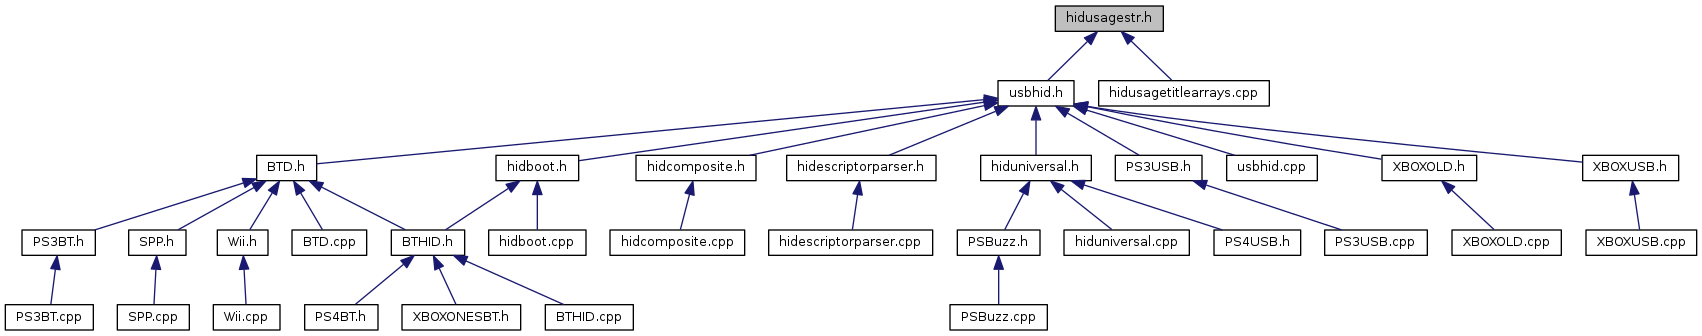 hidusagestr.h
usbhid.h
hidusagetitlearrays.cpp
BTD.h
hidboot.h
hidcomposite.h
hidescriptorparser.h
hiduniversal.h
PS3USB.h
usbhid.cpp
XBOXOLD.h
XBOXUSB.h
PS3BT.h
SPP.h
Wii.h
BTD.cpp
BTHID.h
hidboot.cpp
hidcomposite.cpp
hidescriptorparser.cpp
PSBuzz.h
hiduniversal.cpp
PS4USB.h
PS3USB.cpp
XBOXOLD.cpp
XBOXUSB.cpp
PS3BT.cpp
SPP.cpp
Wii.cpp
PS4BT.h
XBOXONESBT.h
BTHID.cpp
PSBuzz.cpp